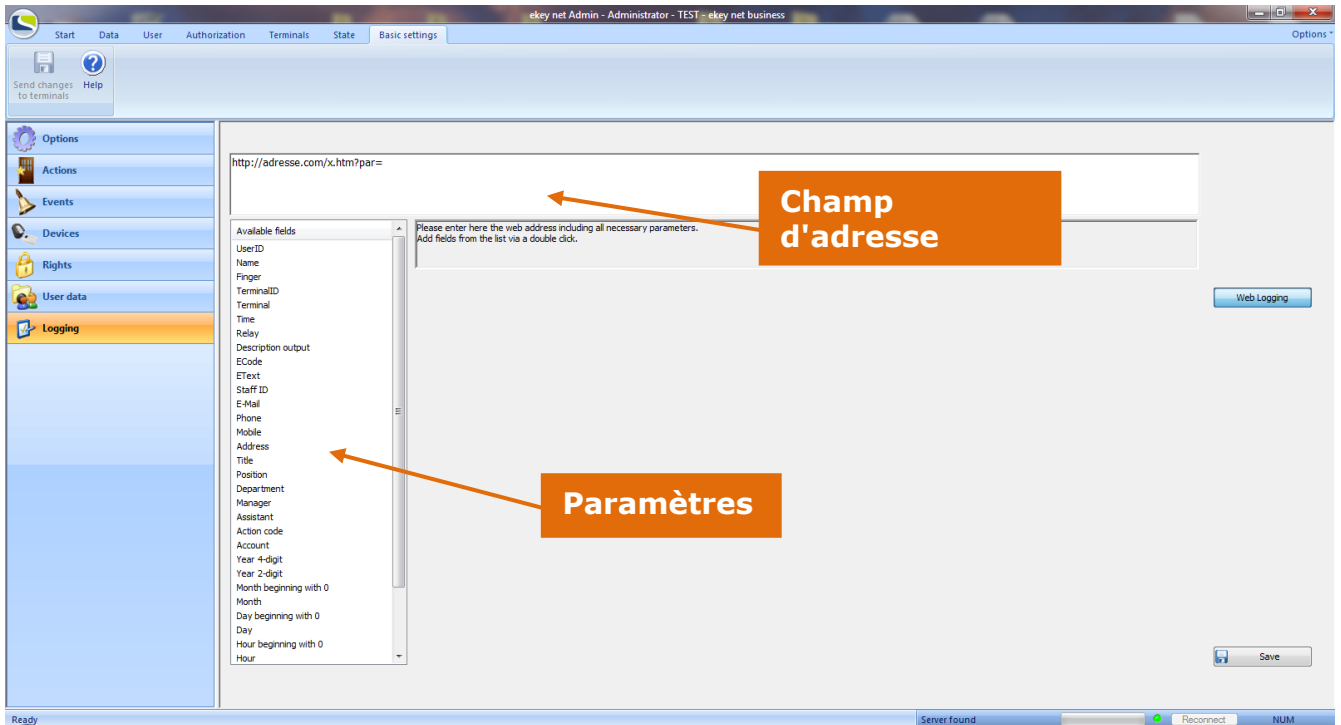 ekey net Admin - Administrator - TEST - ekey net business
Start Data User Authorization Terminals State Basic settings Options
Send changes to terminals
Help
Options
Actions
Events
Devices
Rights
User data
Logging
http://adresse.com/x.htm?par=
Champ
d'adresse
Available fields
UserID
Name
Finger
TerminalID
Terminal
Time
Relay
Description output
ECode
EText
Staff ID
E-Mail
Phone
Mobile
Address
Title
Position
Department
Manager
Assistant
Action code
Account
Year 4-digit
Year 2-digit
Month beginning with 0
Month
Day beginning with 0
Day
Hour beginning with 0
Hour
Please enter here the web address including all necessary parameters.
Add fields from the list via a double click.
Web Logging
Paramètres
Save
Ready Server found Reconnect NUM